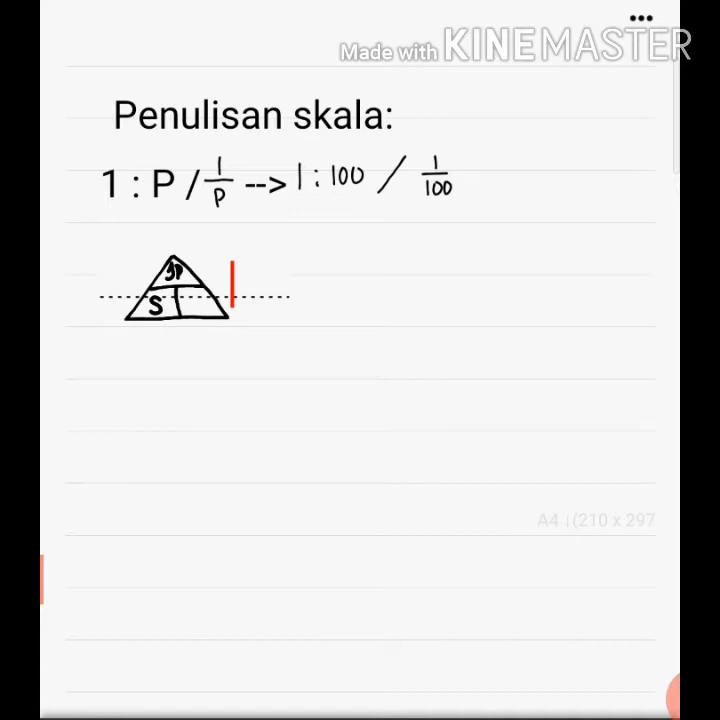 •••
Made with KINEMASTER
Penulisan skala:
1 : P / 1/P --> 1 : 100 / 1/100
JP
S
A4 ↓(210 x 297